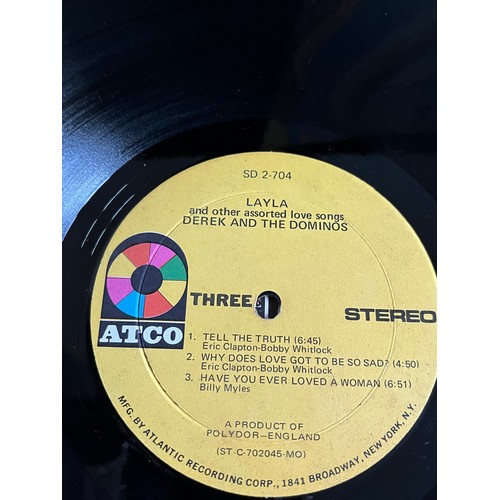 SD 2-704
LAYLA
and other assorted love songs
DEREK AND THE DOMINOS
THREE
STEREO
ATCO
1. TELL THE TRUTH (6:45)
Eric Clapton-Bobby Whitlock
2. WHY DOES LOVE GOT TO BE SO SAD? (4:50)
Eric Clapton-Bobby Whitlock
3. HAVE YOU EVER LOVED A WOMAN (6:51)
Billy Myles
A PRODUCT OF
POLYDOR-ENGLAND
(ST-C-702045-MO)
MFG. BY ATLANTIC RECORDING CORP., 1841 BROADWAY, NEW YORK, N.Y.